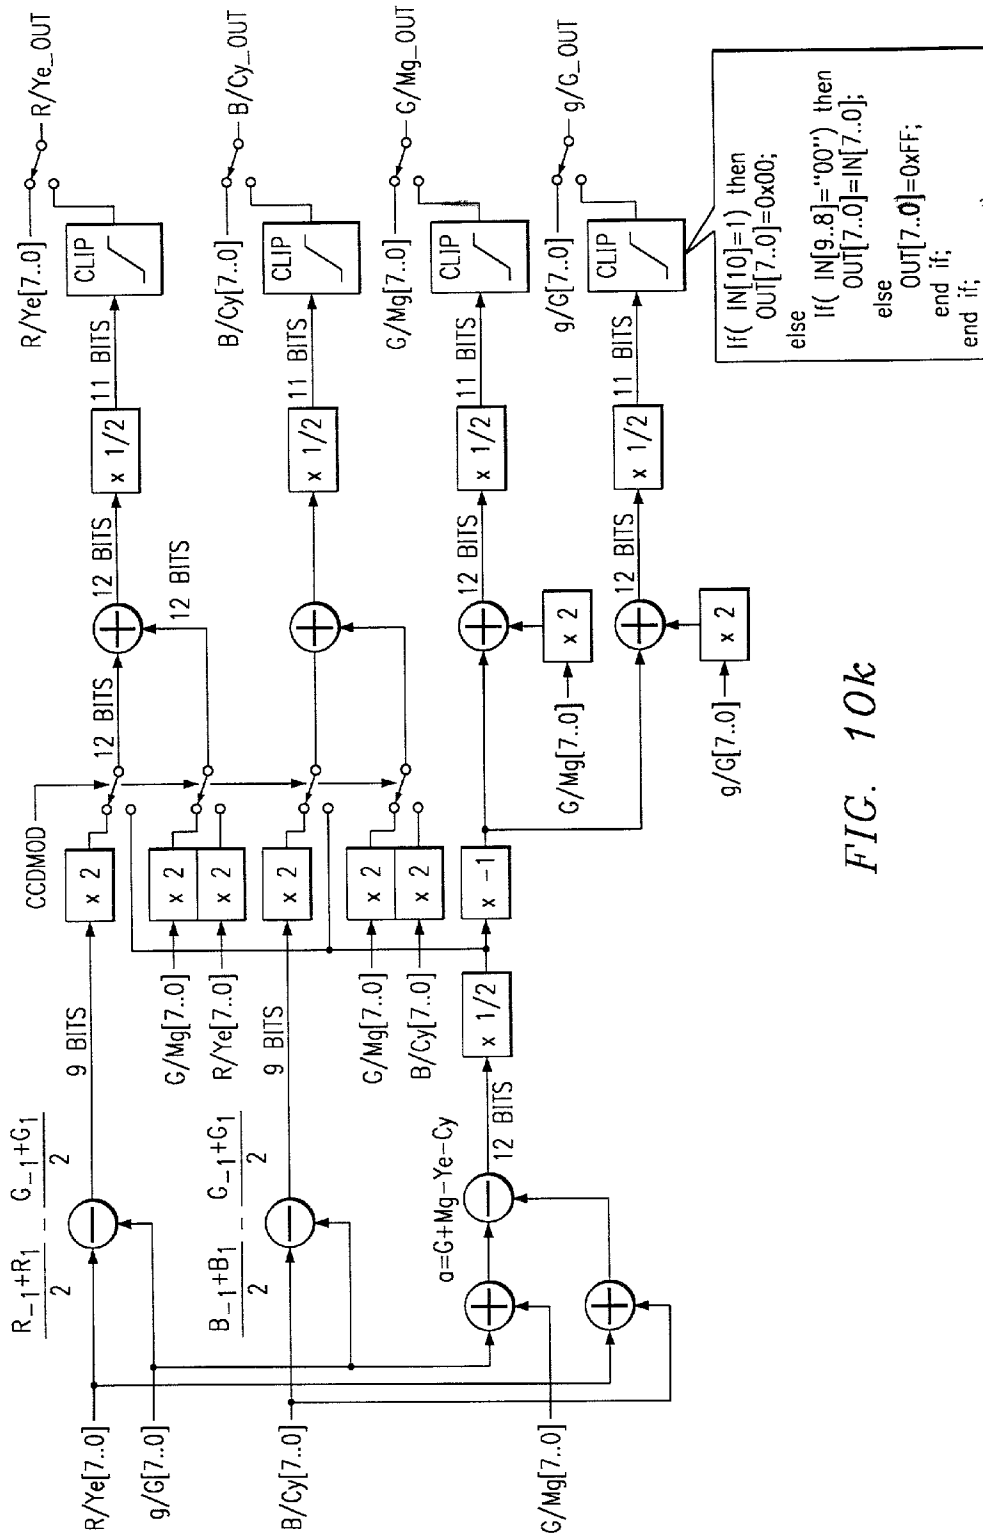 R/Ye[7..0]
g/G[7..0]
B/Cy[7..0]
G/Mg[7..0]
R₋₁+R₁
2
-
G₋₁+G₁
2
B₋₁+B₁
2
-
G₋₁+G₁
2
a=G+Mg-Ye-Cy
9 BITS
9 BITS
12 BITS
x 1/2
G/Mg[7..0]
R/Ye[7..0]
G/Mg[7..0]
B/Cy[7..0]
CCDMOD
x 2
x 2
x 2
x 2
x 2
x 2
x -1
12 BITS
12 BITS
G/Mg[7..0]
x 2
g/G[7..0]
x 2
12 BITS
12 BITS
12 BITS
x 1/2
x 1/2
x 1/2
x 1/2
11 BITS
11 BITS
11 BITS
11 BITS
CLIP
CLIP
CLIP
CLIP
R/Ye[7..0]
R/Ye_OUT
B/Cy[7..0]
B/Cy_OUT
G/Mg[7..0]
G/Mg_OUT
g/G[7..0]
g/G_OUT
If( IN[10]=1) then
OUT[7..0]=0x00;
else
If( IN[9..8]="00") then
OUT[7..0]=IN[7..0];
else
OUT[7..0]=0xFF;
end if;
end if;
FIG. 10k